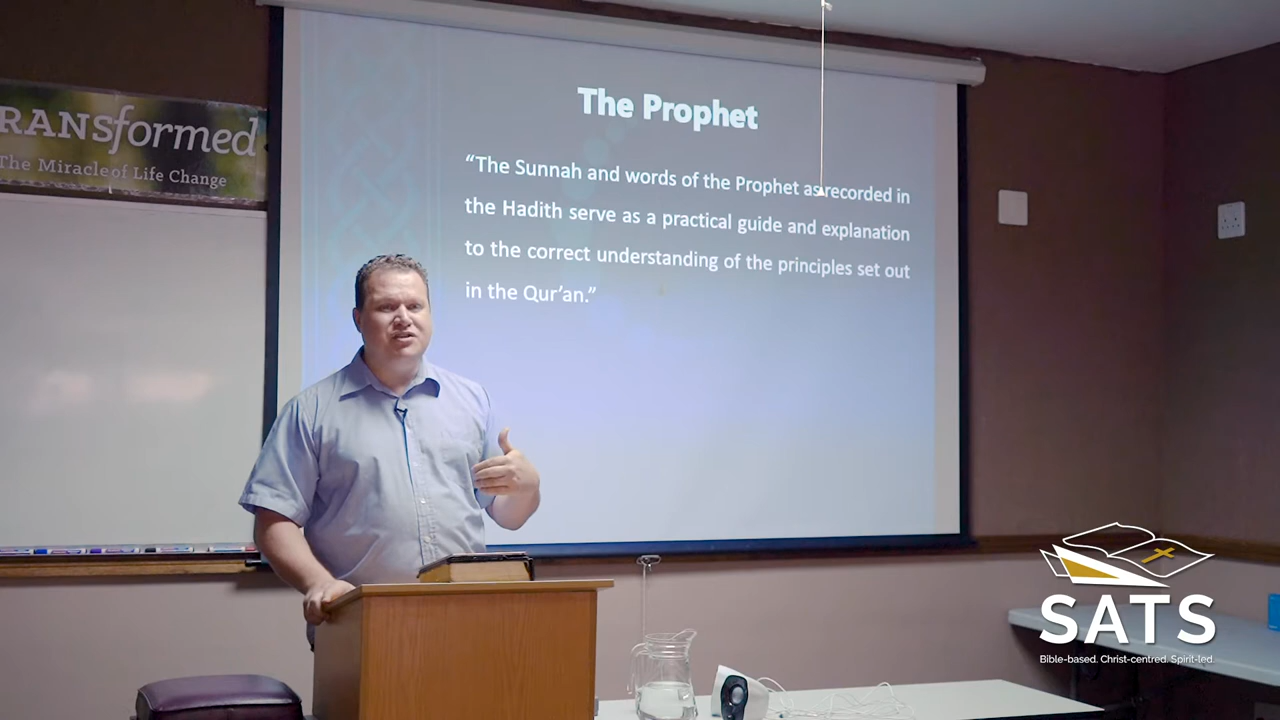 RANSformed
The Miracle of Life Change
The Prophet
“The Sunnah and words of the Prophet as recorded in
the Hadith serve as a practical guide and explanation
to the correct understanding of the principles set out
in the Qur’an.”
SATS
Bible-based. Christ-centred. Spirit-led.